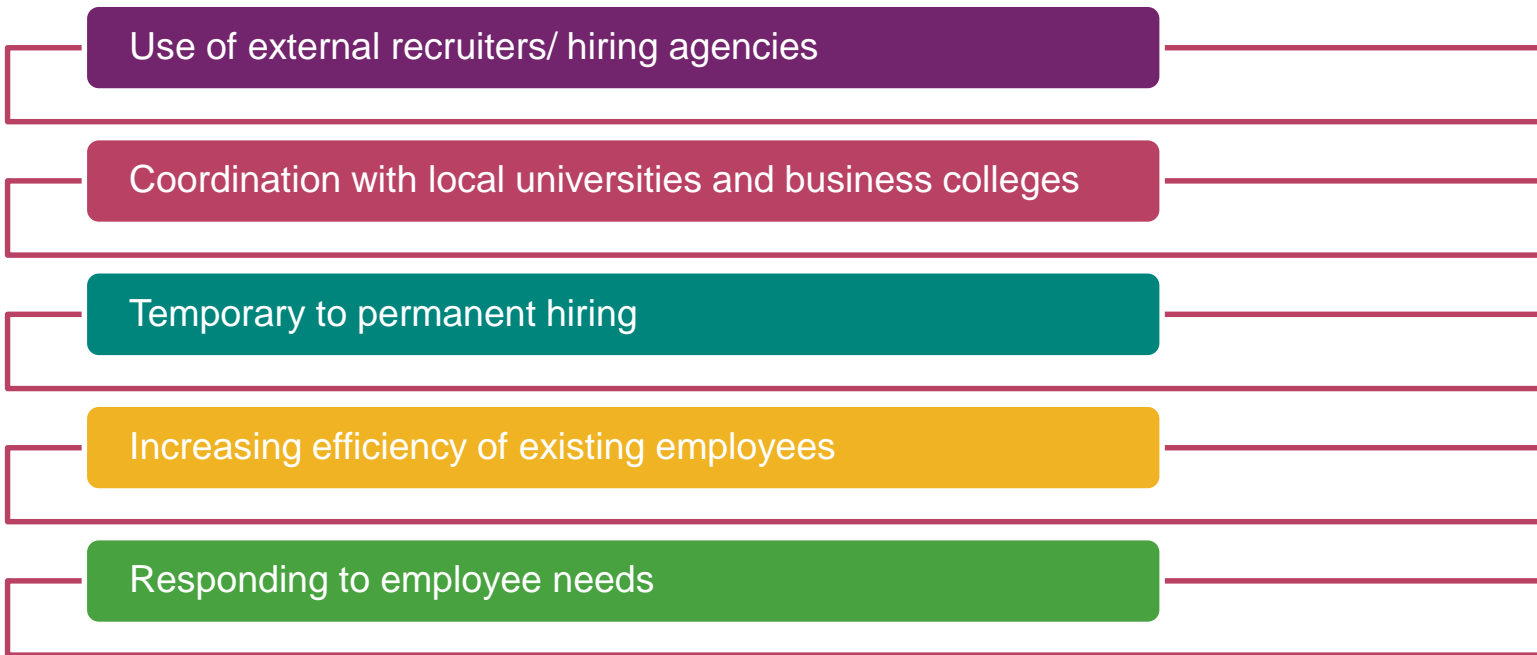 Use of external recruiters/ hiring agencies
Coordination with local universities and business colleges
Temporary to permanent hiring
Increasing efficiency of existing employees
Responding to employee needs